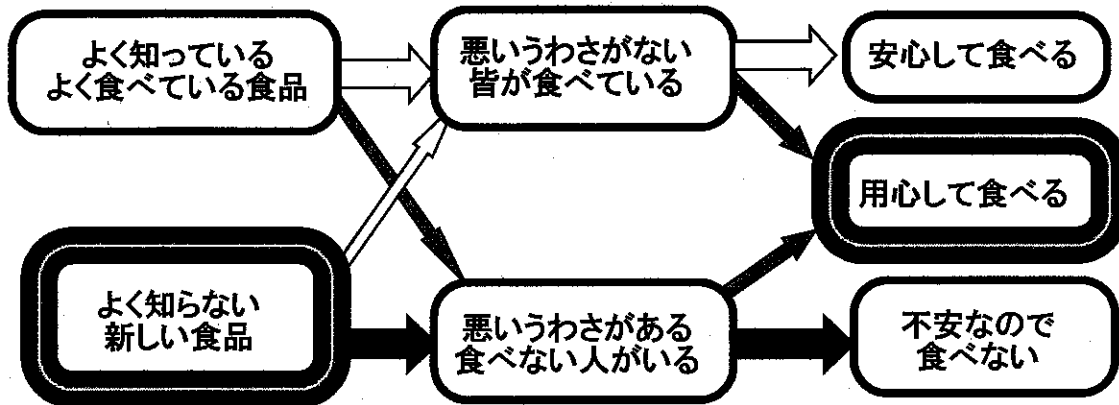 よく知っている
よく食べている食品
悪いうわさがない
皆が食べている
安心して食べる
用心して食べる
よく知らない
新しい食品
悪いうわさがある
食べない人がいる
不安なので
食べない